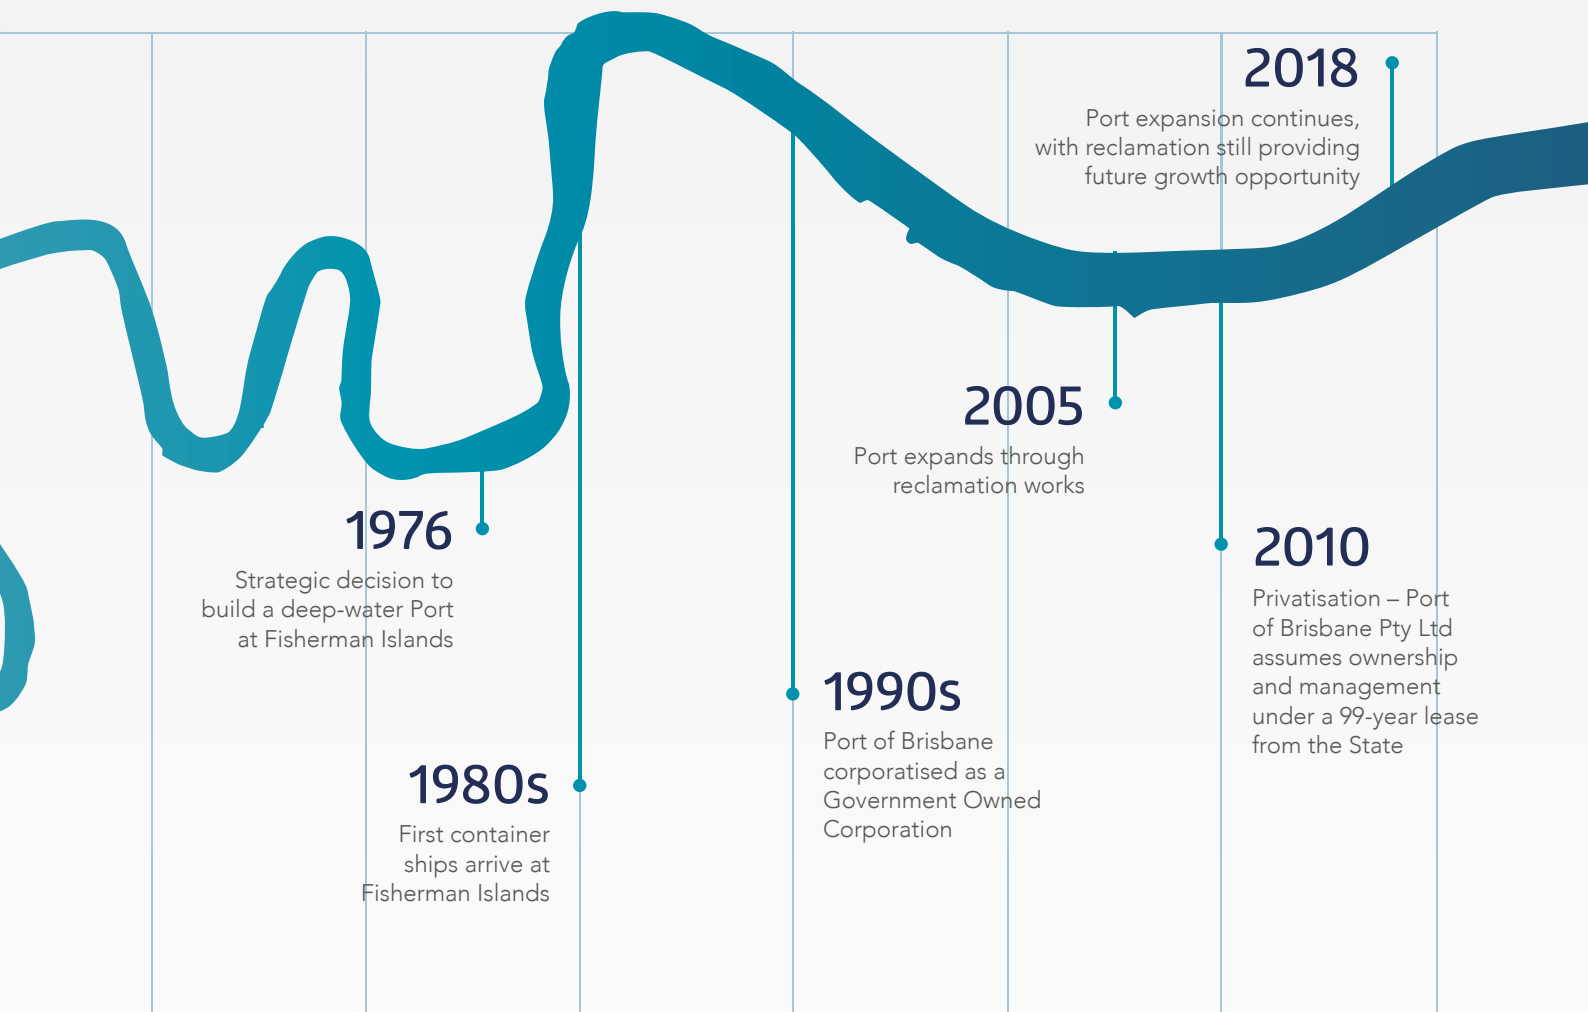 1976
Strategic decision to
build a deep-water Port
at Fisherman Islands
1980s
First container
ships arrive at
Fisherman Islands
1990s
Port of Brisbane
corporatised as a
Government Owned
Corporation
2005
Port expands through
reclamation works
2010
Privatisation – Port
of Brisbane Pty Ltd
assumes ownership
and management
under a 99-year lease
from the State
2018
Port expansion continues,
with reclamation still providing
future growth opportunity